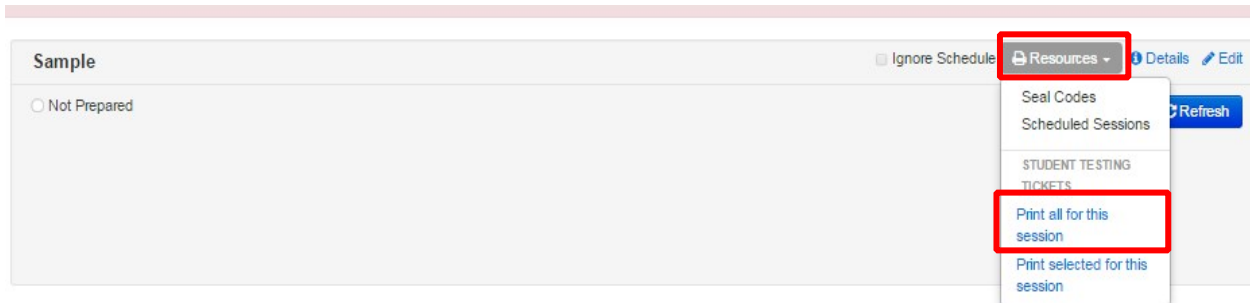 Sample
Ignore Schedule Resources Details Edit
Not Prepared
Seal Codes
Refresh
Scheduled Sessions
STUDENT TESTING
TICKETS
Print all for this
session
Print selected for this
session